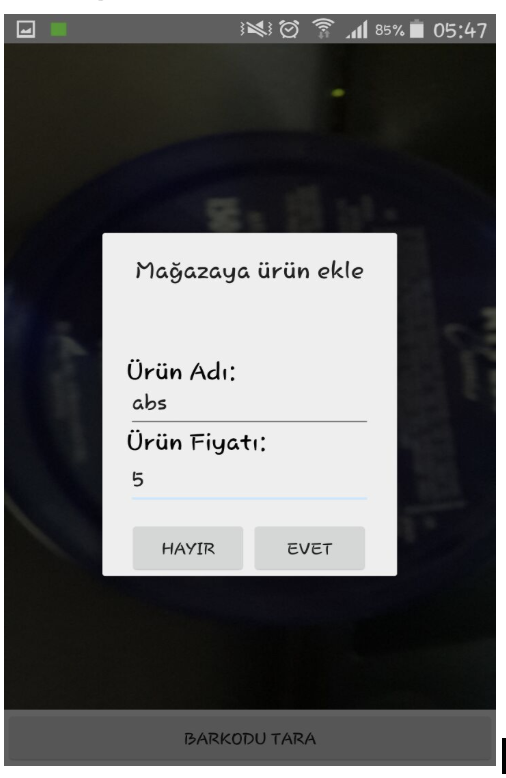 85% 05:47
Mağazaya ürün ekle
Ürün Adı:
abs
Ürün Fiyatı:
5
HAYIR EVET
BARKODU TARA